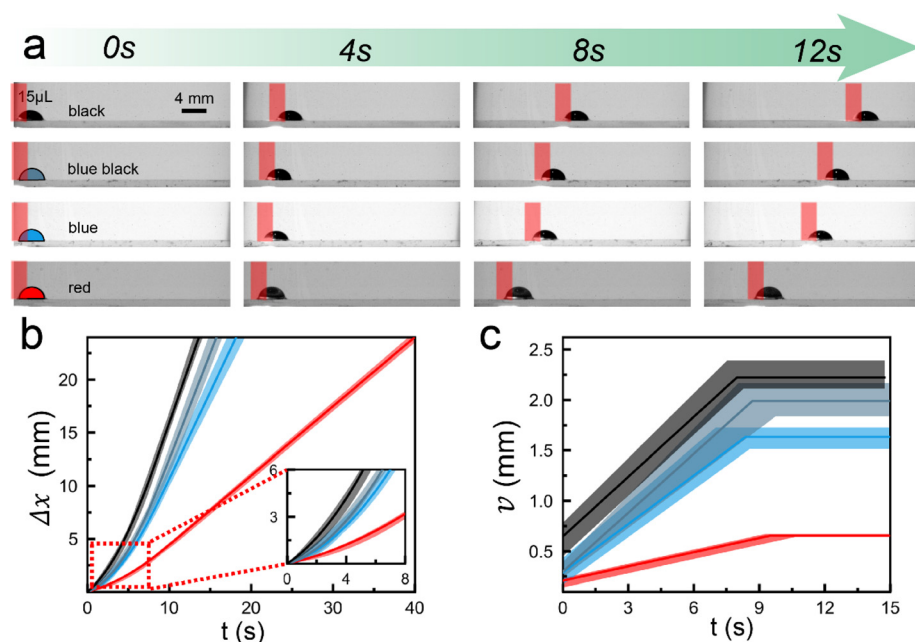 a
0s 4s 8s 12s
15µL
4 mm
black
blue black
blue
red
b
Δx (mm)
20
15
10
5
0 10 20 30 40
t (s)
6
3
0
0 4 8
c
v (mm)
2.5
2.0
1.5
1.0
0.5
0 3 6 9 12 15
t (s)